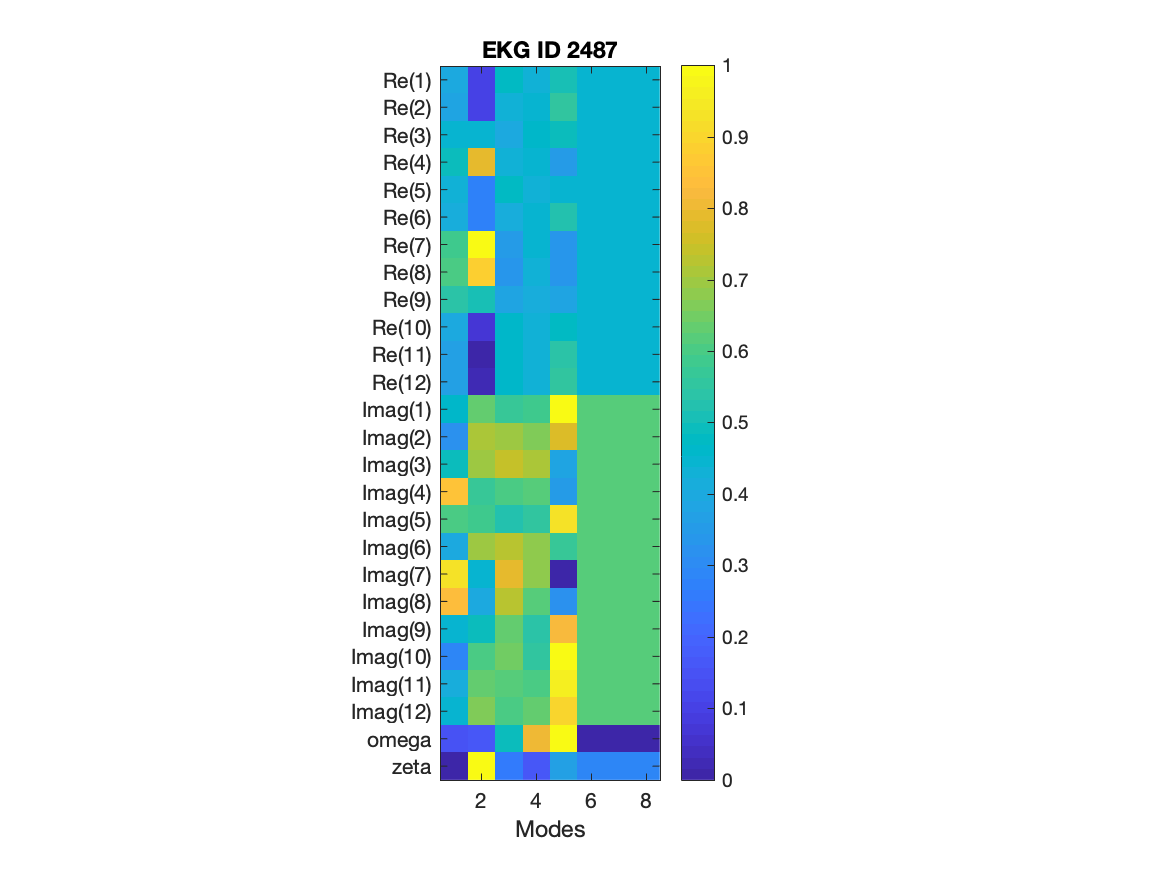 EKG ID 2487
Re(1)
Re(2)
Re(3)
Re(4)
Re(5)
Re(6)
Re(7)
Re(8)
Re(9)
Re(10)
Re(11)
Re(12)
Imag(1)
Imag(2)
Imag(3)
Imag(4)
Imag(5)
Imag(6)
Imag(7)
Imag(8)
Imag(9)
Imag(10)
Imag(11)
Imag(12)
omega
zeta
2 4 6 8
Modes
1
0.9
0.8
0.7
0.6
0.5
0.4
0.3
0.2
0.1
0